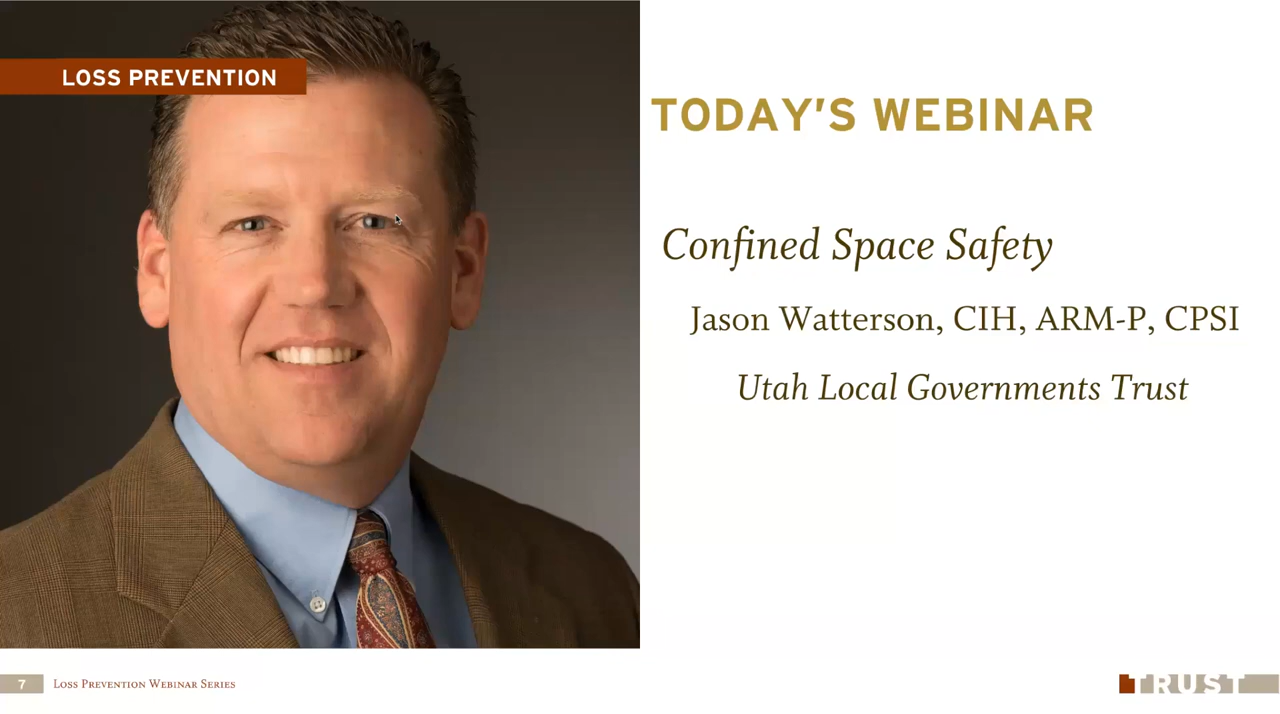 LOSS PREVENTION
TODAY'S WEBINAR
Confined Space Safety
Jason Watterson, CIH, ARM-P, CPSI
Utah Local Governments Trust
7 Loss Prevention Webinar Series
TRUST